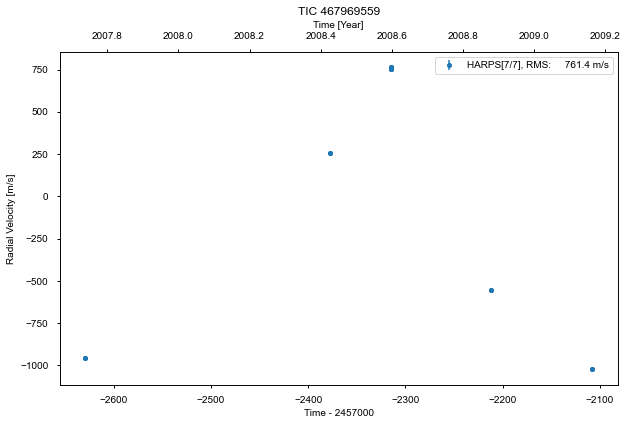 TIC 467969559
Time [Year]
2007.8 2008.0 2008.2 2008.4 2008.6 2008.8 2009.0 2009.2
HARPS[7/7], RMS: 761.4 m/s
Radial Velocity [m/s]
750
500
250
0
−250
−500
−750
−1000
−2600 −2500 −2400 −2300 −2200 −2100
Time - 2457000